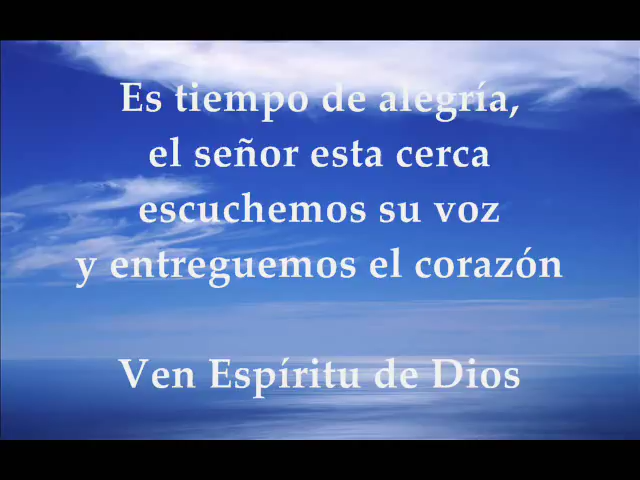 Es tiempo de alegría,
el señor esta cerca
escuchemos su voz
y entreguemos el corazón
Ven Espíritu de Dios